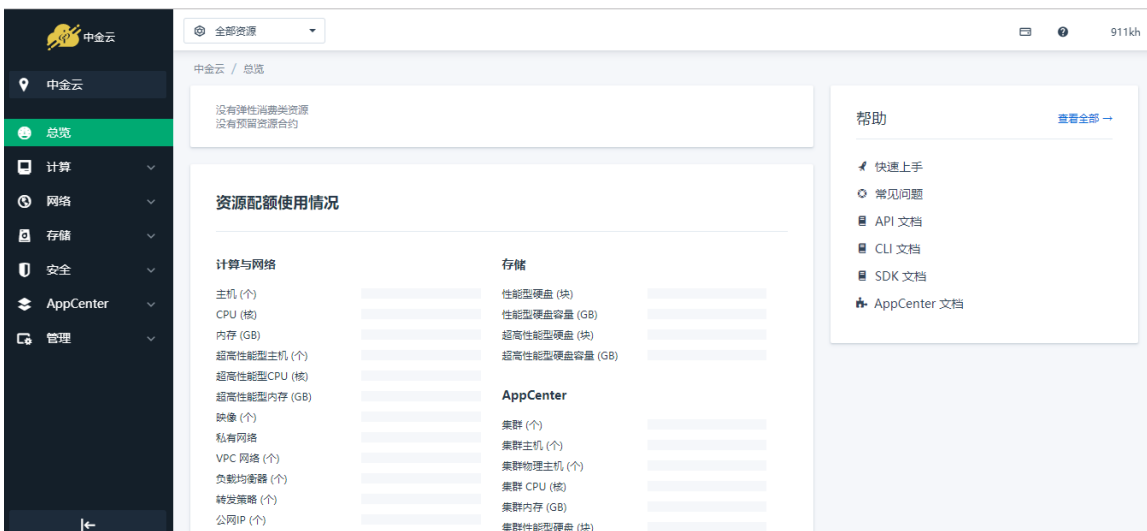 中金云
中金云
总览
计算
网络
存储
安全
AppCenter
管理
全部资源
911kh
中金云 / 总览
没有弹性消费类资源
没有预留资源合约
资源配额使用情况
计算与网络
主机 (个)
CPU (核)
内存 (GB)
超高性能型主机 (个)
超高性能型CPU (核)
超高性能型内存 (GB)
映像 (个)
私有网络
VPC 网络 (个)
负载均衡器 (个)
转发策略 (个)
公网IP (个)
存储
性能型硬盘 (块)
性能型硬盘容量 (GB)
超高性能型硬盘 (块)
超高性能型硬盘容量 (GB)
AppCenter
集群 (个)
集群主机 (个)
集群物理主机 (个)
集群 CPU (核)
集群内存 (GB)
集群性能型硬盘 (块)
帮助
查看全部 →
快速上手
常见问题
API 文档
CLI 文档
SDK 文档
AppCenter 文档